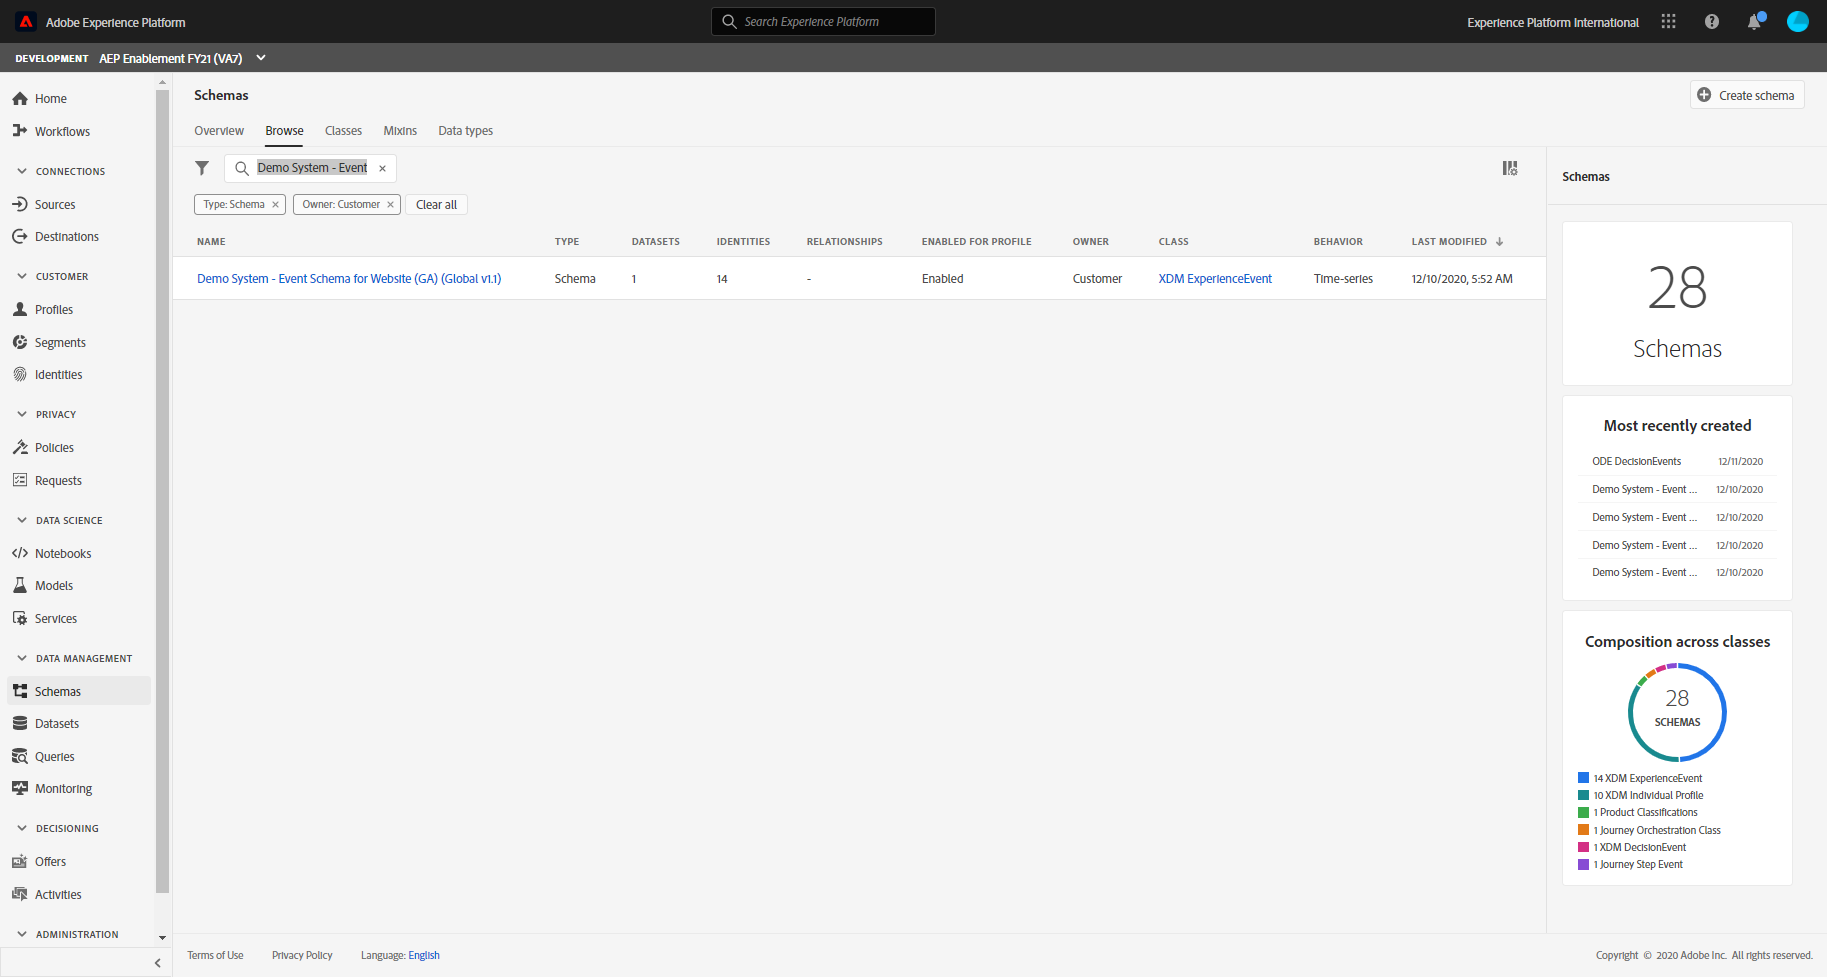 Adobe Experience Platform
Search Experience Platform
Experience Platform International
DEVELOPMENT AEP Enablement FY21 (VA7)
Home
Workflows
CONNECTIONS
Sources
Destinations
CUSTOMER
Profiles
Segments
Identities
PRIVACY
Policies
Requests
DATA SCIENCE
Notebooks
Models
Services
DATA MANAGEMENT
Schemas
Datasets
Queries
Monitoring
DECISIONING
Offers
Activities
ADMINISTRATION
Schemas
Create schema
Overview Browse Classes Mixins Data types
Demo System - Event
Type: Schema Owner: Customer Clear all
NAME TYPE DATASETS IDENTITIES RELATIONSHIPS ENABLED FOR PROFILE OWNER CLASS BEHAVIOR LAST MODIFIED
Demo System - Event Schema for Website (GA) (Global v1.1) Schema 1 14 - Enabled Customer XDM ExperienceEvent Time-series 12/10/2020, 5:52 AM
Schemas
28
Schemas
Most recently created
ODE DecisionEvents 12/11/2020
Demo System - Event ... 12/10/2020
Demo System - Event ... 12/10/2020
Demo System - Event ... 12/10/2020
Demo System - Event ... 12/10/2020
Composition across classes
28
SCHEMAS
14 XDM ExperienceEvent
10 XDM Individual Profile
1 Product Classifications
1 Journey Orchestration Class
1 XDM DecisionEvent
1 Journey Step Event
Terms of Use Privacy Policy Language: English
Copyright © 2020 Adobe Inc. All rights reserved.